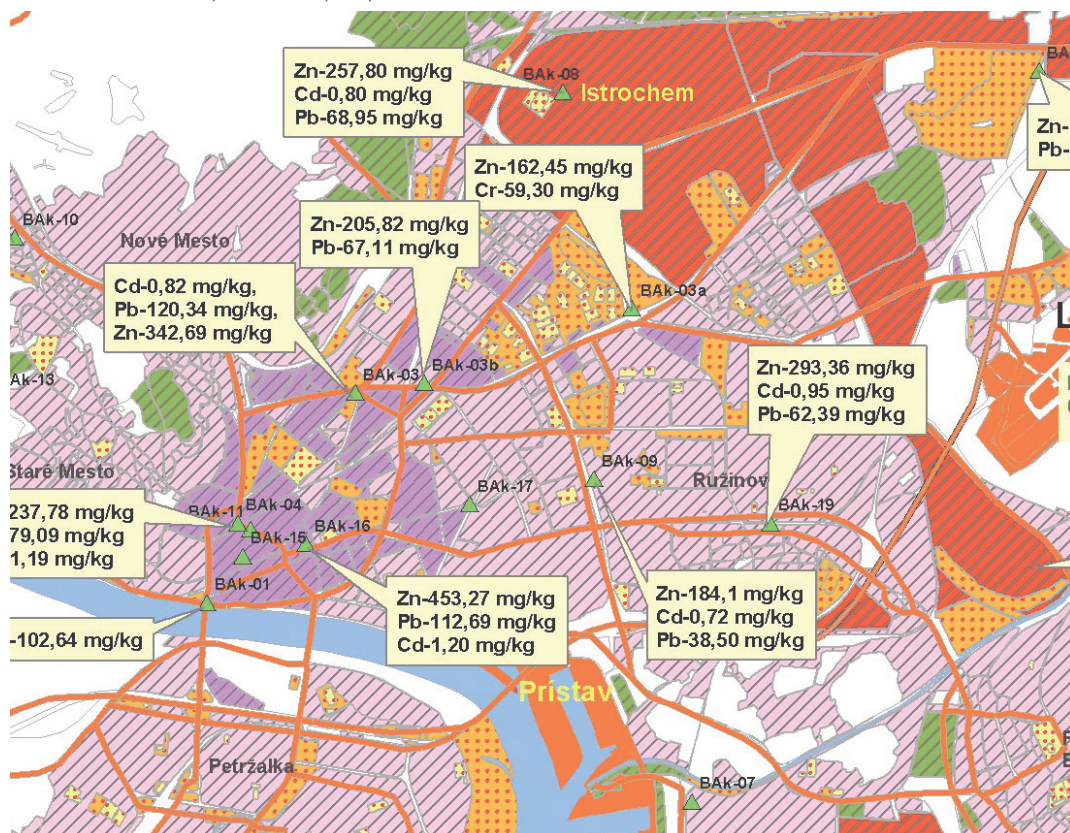 BAk-08
Zn-257,80 mg/kg
Cd-0,80 mg/kg
Pb-68,95 mg/kg
Istrochem
BA
Zn-
Pb-
Zn-162,45 mg/kg
Cr-59,30 mg/kg
Zn-205,82 mg/kg
Pb-67,11 mg/kg
BAk-10
Nové Mesto
Cd-0,82 mg/kg,
Pb-120,34 mg/kg,
Zn-342,69 mg/kg
BAk-03a
L
BAk-03
BAk-03b
Ak-13
Zn-293,36 mg/kg
Cd-0,95 mg/kg
Pb-62,39 mg/kg
Staré Mesto
BAk-09
Ružinov
BAk-17
BAk-11
BAk-04
BAk-16
BAk-15
BAk-19
237,78 mg/kg
79,09 mg/kg
1,19 mg/kg
BAk-01
Zn-453,27 mg/kg
Pb-112,69 mg/kg
Cd-1,20 mg/kg
Zn-184,1 mg/kg
Cd-0,72 mg/kg
Pb-38,50 mg/kg
-102,64 mg/kg
Prístav
Petržalka
BAk-07